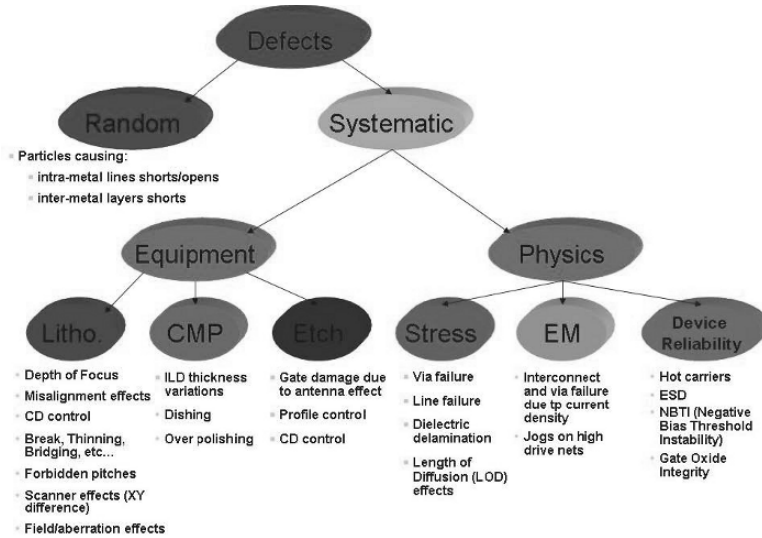 Defects
Random
Systematic
Particles causing:
intra-metal lines shorts/opens
inter-metal layers shorts
Equipment
Physics
Litho.
CMP
Etch
Stress
EM
Device
Reliability
Depth of Focus
Misalignment effects
CD control
Break, Thinning,
Bridging, etc...
Forbidden pitches
Scanner effects (XY
difference)
Field/aberration effects
ILD thickness
variations
Dishing
Over polishing
Gate damage due
to antenna effect
Profile control
CD control
Via failure
Line failure
Dielectric
delamination
Length of
Diffusion (LOD)
effects
Interconnect
and via failure
due tp current
density
Jogs on high
drive nets
Hot carriers
ESD
NBTI (Negative
Bias Threshold
Instability)
Gate Oxide
Integrity